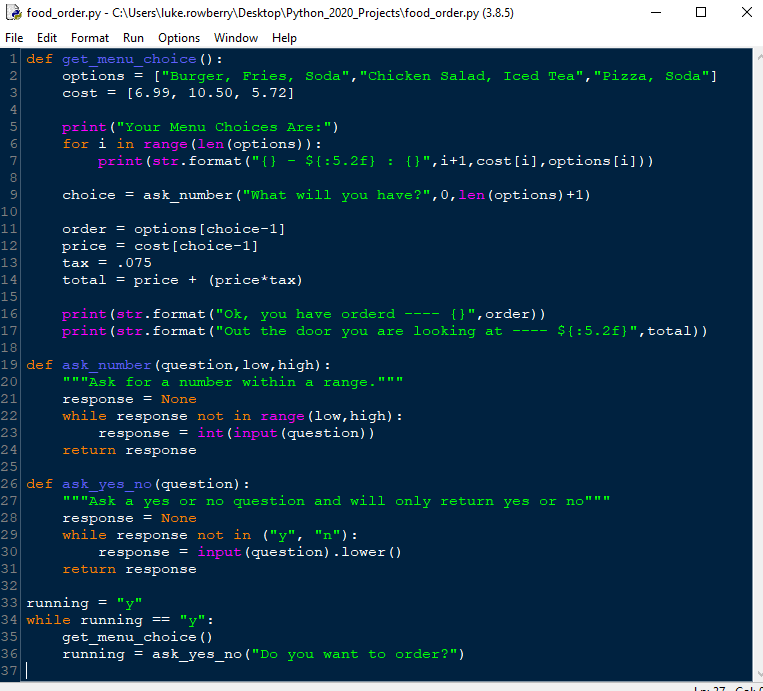 food_order.py - C:\Users\luke.rowberry\Desktop\Python_2020_Projects\food_order.py (3.8.5)
File Edit Format Run Options Window Help
1 def get_menu_choice():
2     options = ["Burger, Fries, Soda","Chicken Salad, Iced Tea","Pizza, Soda"]
3     cost = [6.99, 10.50, 5.72]
4
5     print("Your Menu Choices Are:")
6     for i in range(len(options)):
7         print(str.format("{} - ${:5.2f} : {}",i+1,cost[i],options[i]))
8
9     choice = ask_number("What will you have?",0,len(options)+1)
10
11     order = options[choice-1]
12     price = cost[choice-1]
13     tax = .075
14     total = price + (price*tax)
15
16     print(str.format("Ok, you have orderd ---- {}",order))
17     print(str.format("Out the door you are looking at ---- ${:5.2f}",total))
18
19 def ask_number(question,low,high):
20     """Ask for a number within a range."""
21     response = None
22     while response not in range(low,high):
23         response = int(input(question))
24     return response
25
26 def ask_yes_no(question):
27     """Ask a yes or no question and will only return yes or no"""
28     response = None
29     while response not in ("y", "n"):
30         response = input(question).lower()
31     return response
32
33 running = "y"
34 while running == "y":
35     get_menu_choice()
36     running = ask_yes_no("Do you want to order?")
37